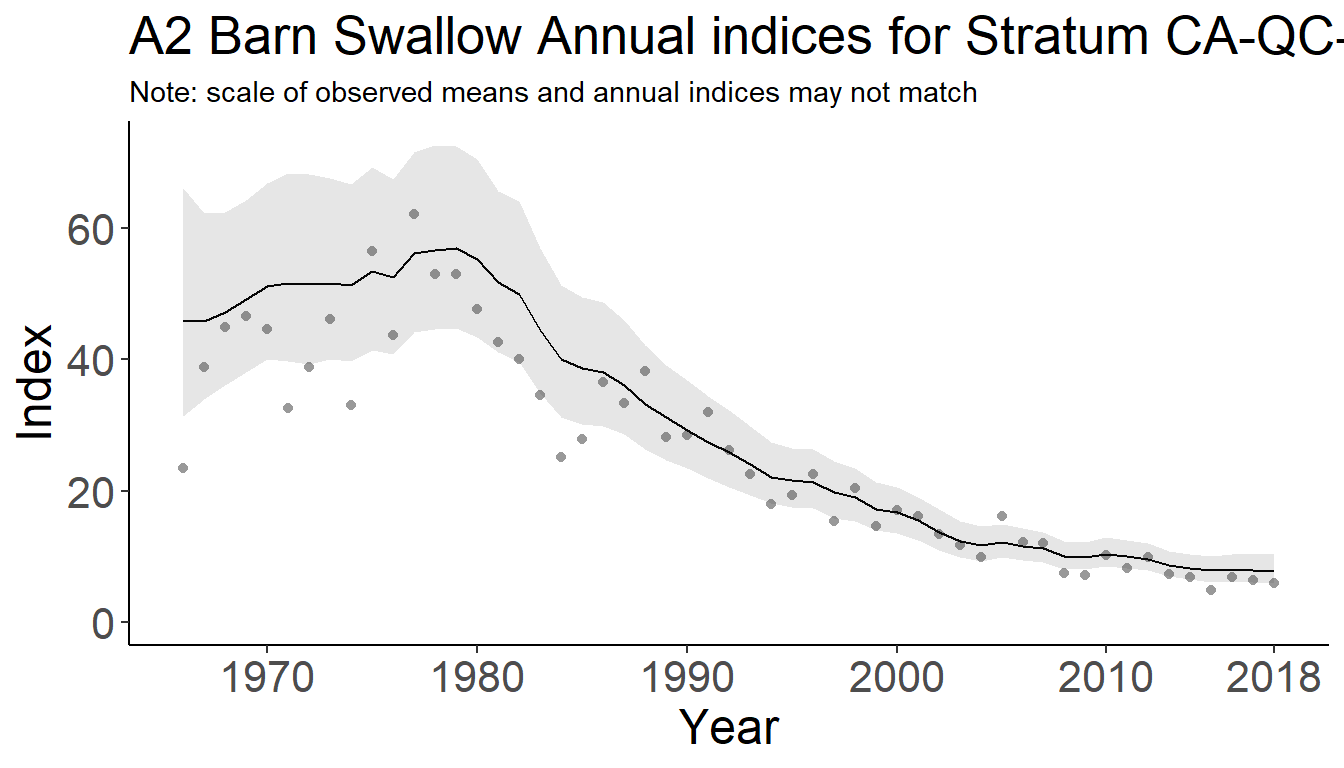 A2 Barn Swallow Annual indices for Stratum CA-QC-
Note: scale of observed means and annual indices may not match
60
40
20
0
Index
1970 1980 1990 2000 2010 2018
Year